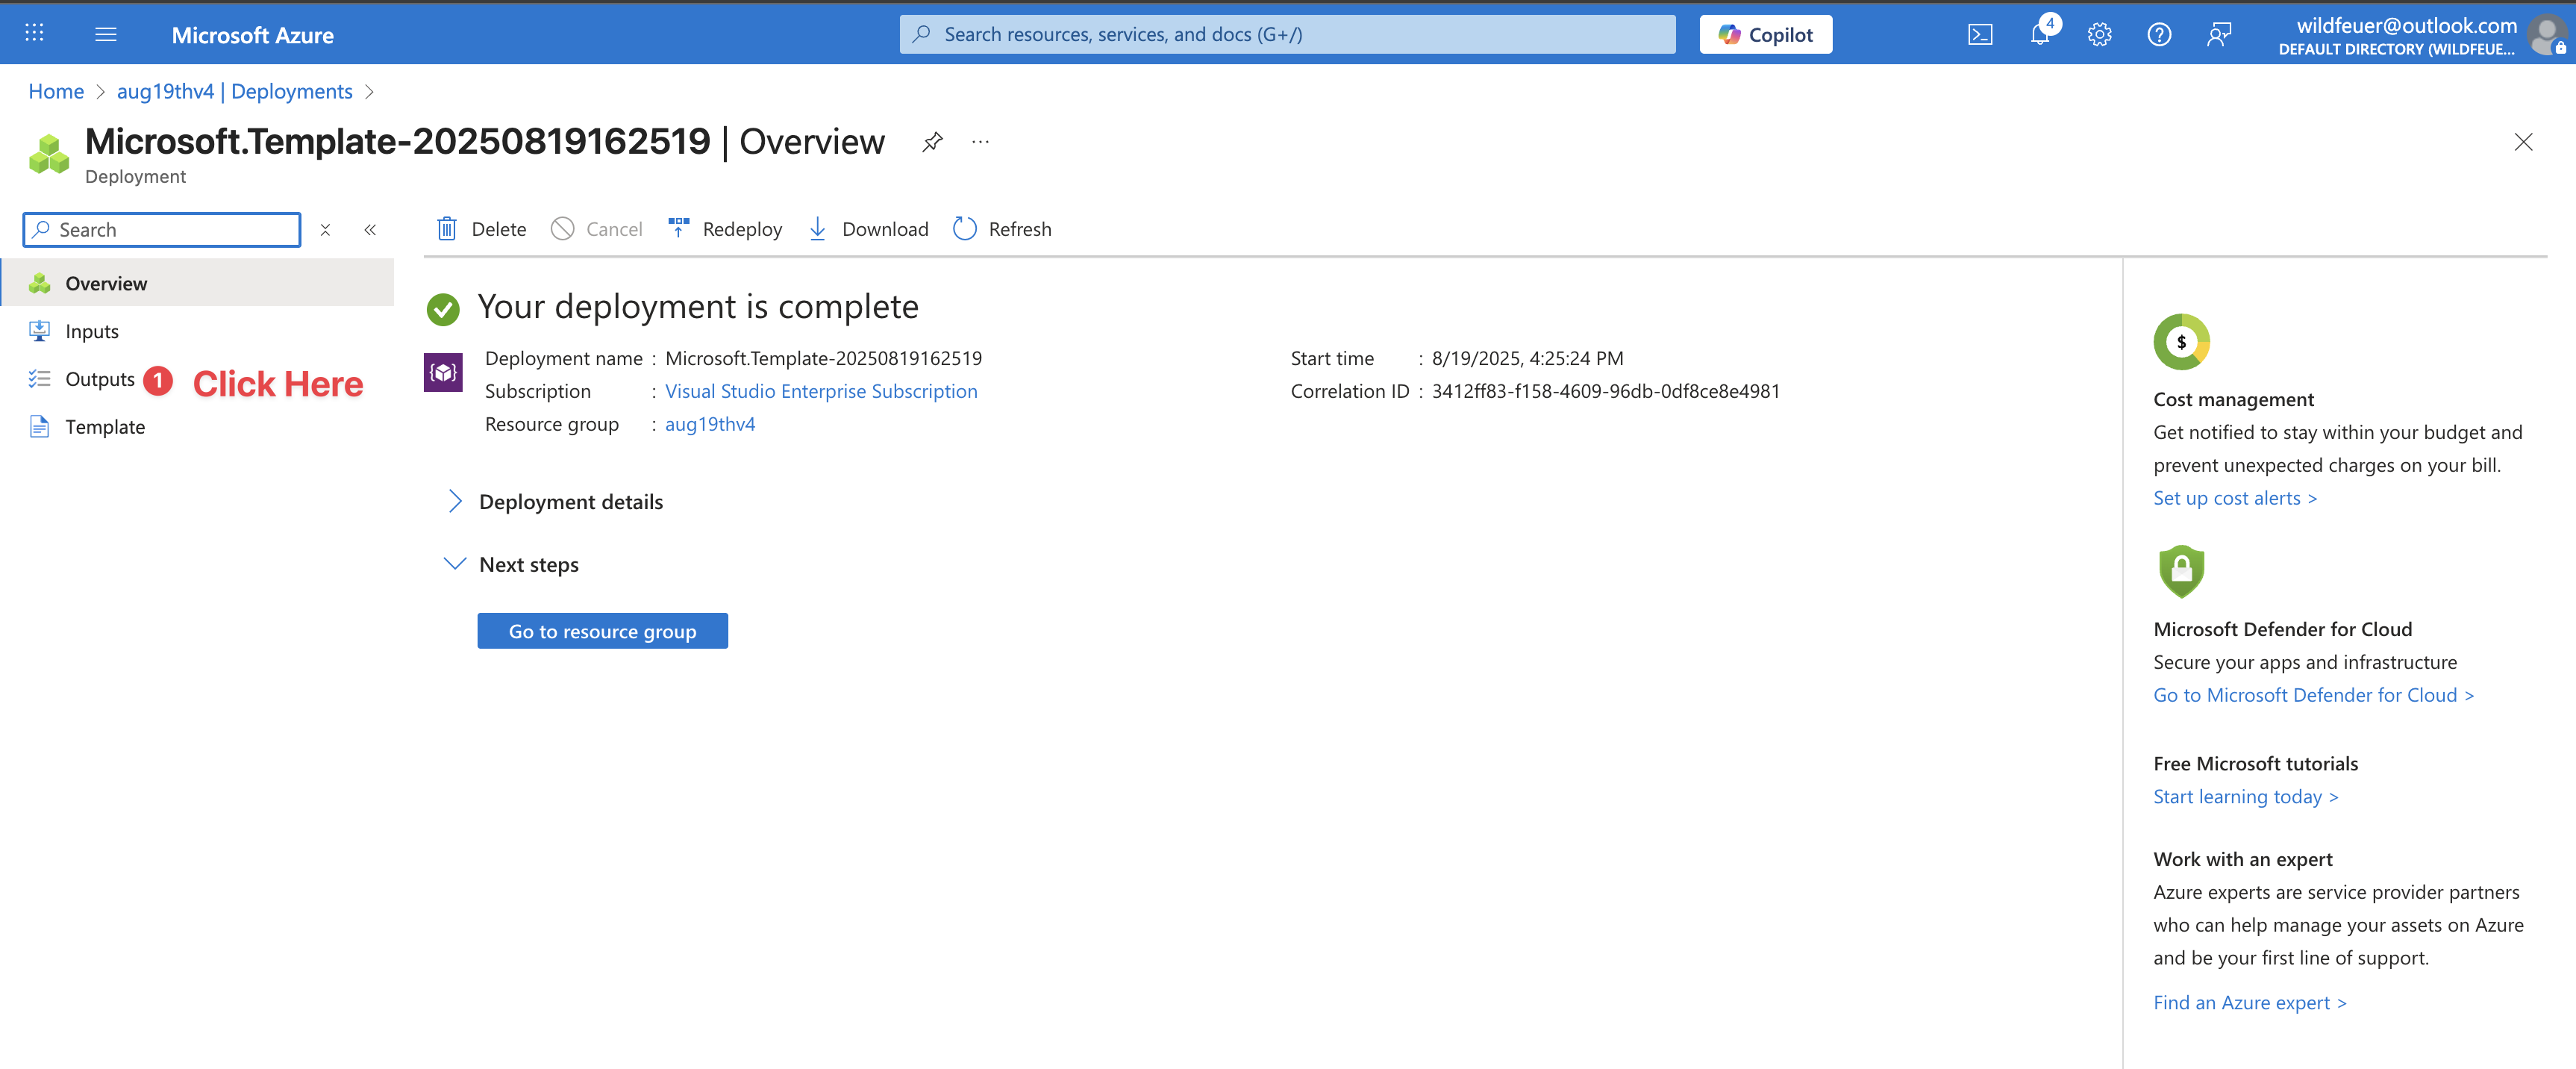 Microsoft Azure
Search resources, services, and docs (G+/)
Copilot
4
wildfeuer@outlook.com
DEFAULT DIRECTORY (WILDFEUE...
Home > aug19thv4 | Deployments >
Microsoft.Template-20250819162519 | Overview
Deployment
Search
Delete
Cancel
Redeploy
Download
Refresh
Overview
Inputs
Outputs 1 Click Here
Template
Your deployment is complete
Deployment name : Microsoft.Template-20250819162519
Subscription : Visual Studio Enterprise Subscription
Resource group : aug19thv4
Start time : 8/19/2025, 4:25:24 PM
Correlation ID : 3412ff83-f158-4609-96db-0df8ce8e4981
Deployment details
Next steps
Go to resource group
$
Cost management
Get notified to stay within your budget and
prevent unexpected charges on your bill.
Set up cost alerts >
Microsoft Defender for Cloud
Secure your apps and infrastructure
Go to Microsoft Defender for Cloud >
Free Microsoft tutorials
Start learning today >
Work with an expert
Azure experts are service provider partners
who can help manage your assets on Azure
and be your first line of support.
Find an Azure expert >